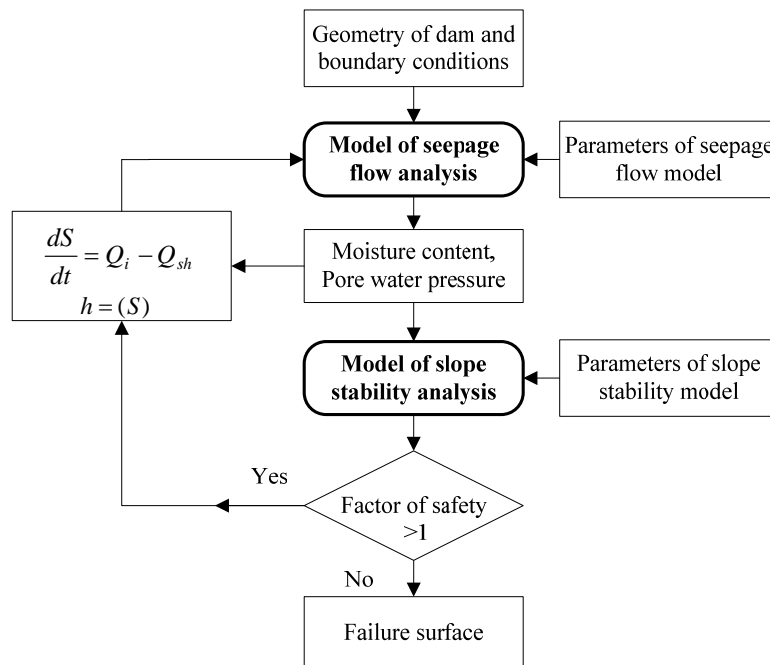 Geometry of dam and
boundary conditions
Model of seepage
flow analysis
Parameters of seepage
flow model
dS/dt = Q_i − Q_sh
h = (S)
Moisture content,
Pore water pressure
Model of slope
stability analysis
Parameters of slope
stability model
Yes
Factor of safety
>1
No
Failure surface